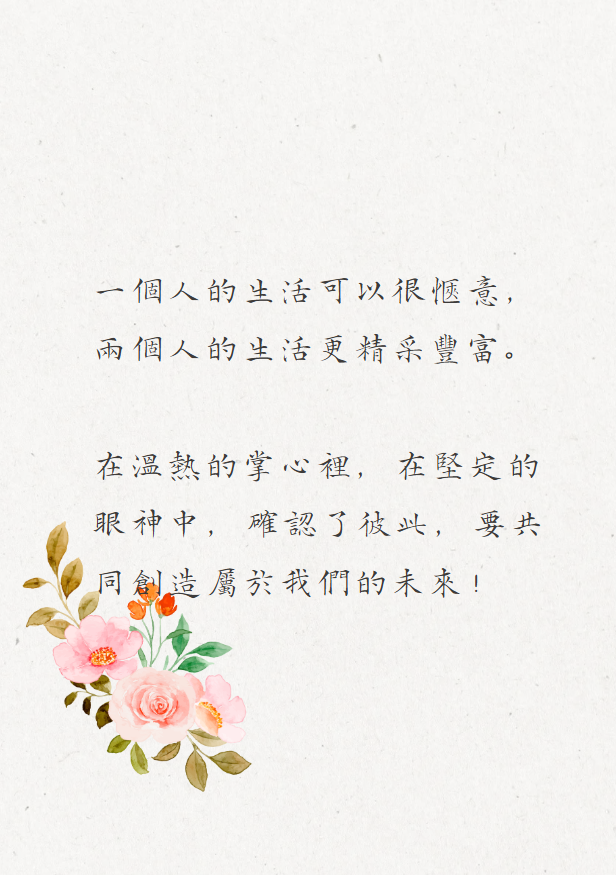 一個人的生活可以很愜意,
兩個人的生活更精采豐富。
在溫熱的掌心裡, 在堅定的
眼神中, 確認了彼此, 要共
同創造屬於我們的未來!